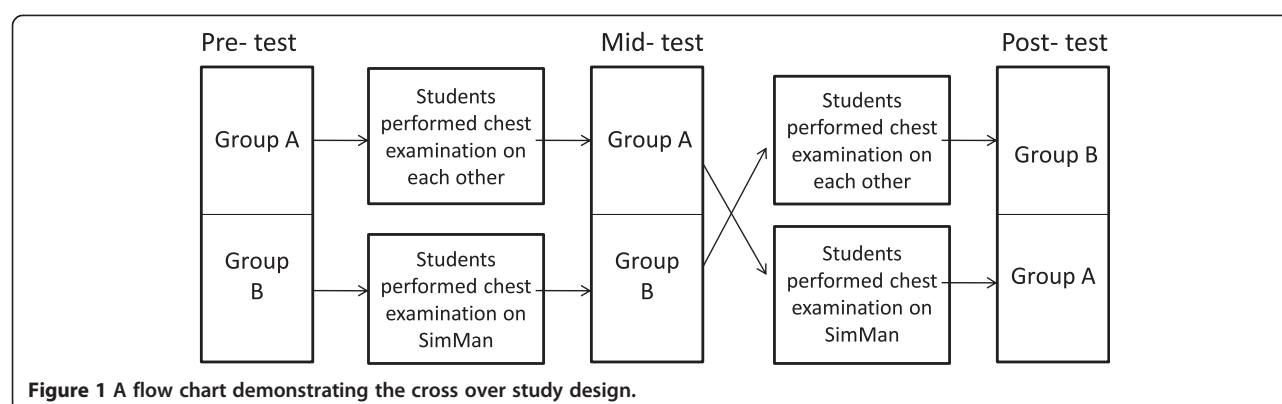 Pre- test
Mid- test
Post- test
Group A
Students
performed chest
examination on
each other
Group A
Students
performed chest
examination on
each other
Group B
Group
B
Students
performed chest
examination on
SimMan
Group
B
Students
performed chest
examination on
SimMan
Group A
Figure 1 A flow chart demonstrating the cross over study design.